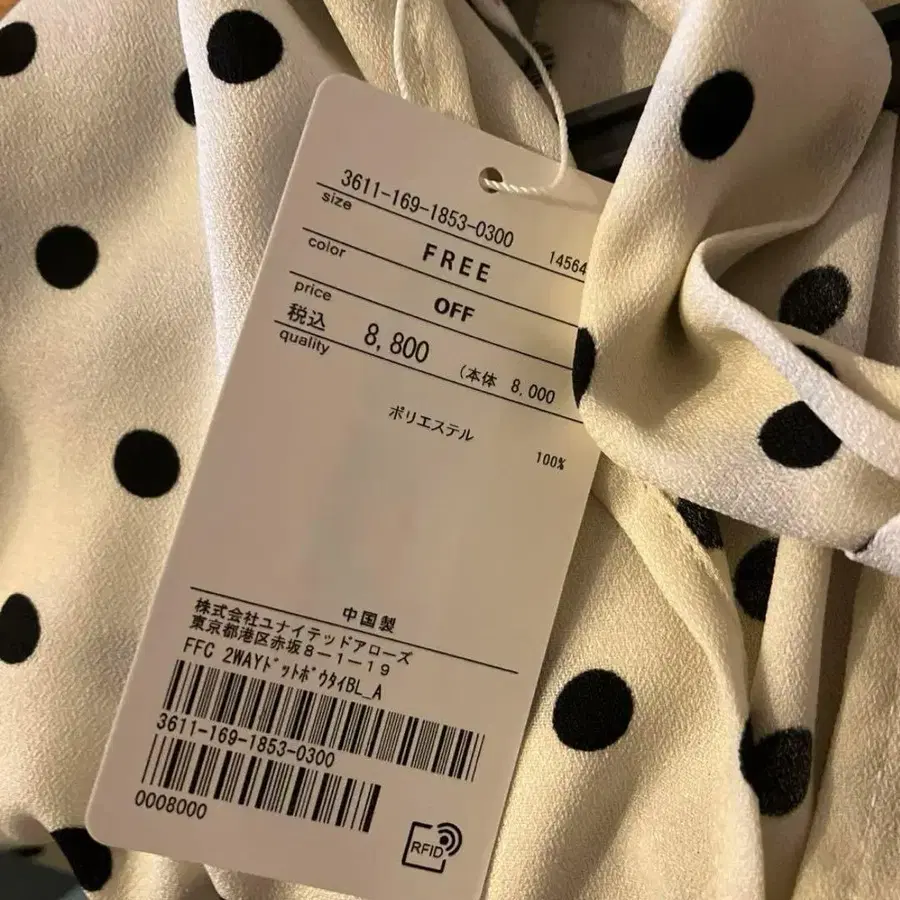 3611-169-1853-0300
size
14564
FREE
color
OFF
price
税込 8,800 (本体 8,000
quality
ポリエステル
100%
中国製
株式会社ユナイテッドアローズ
東京都港区赤坂8-1-19
FFC 2WAYﾄﾞｯﾄﾎﾞｳﾀｲBL_A
3611-169-1853-0300
0008000
RFID